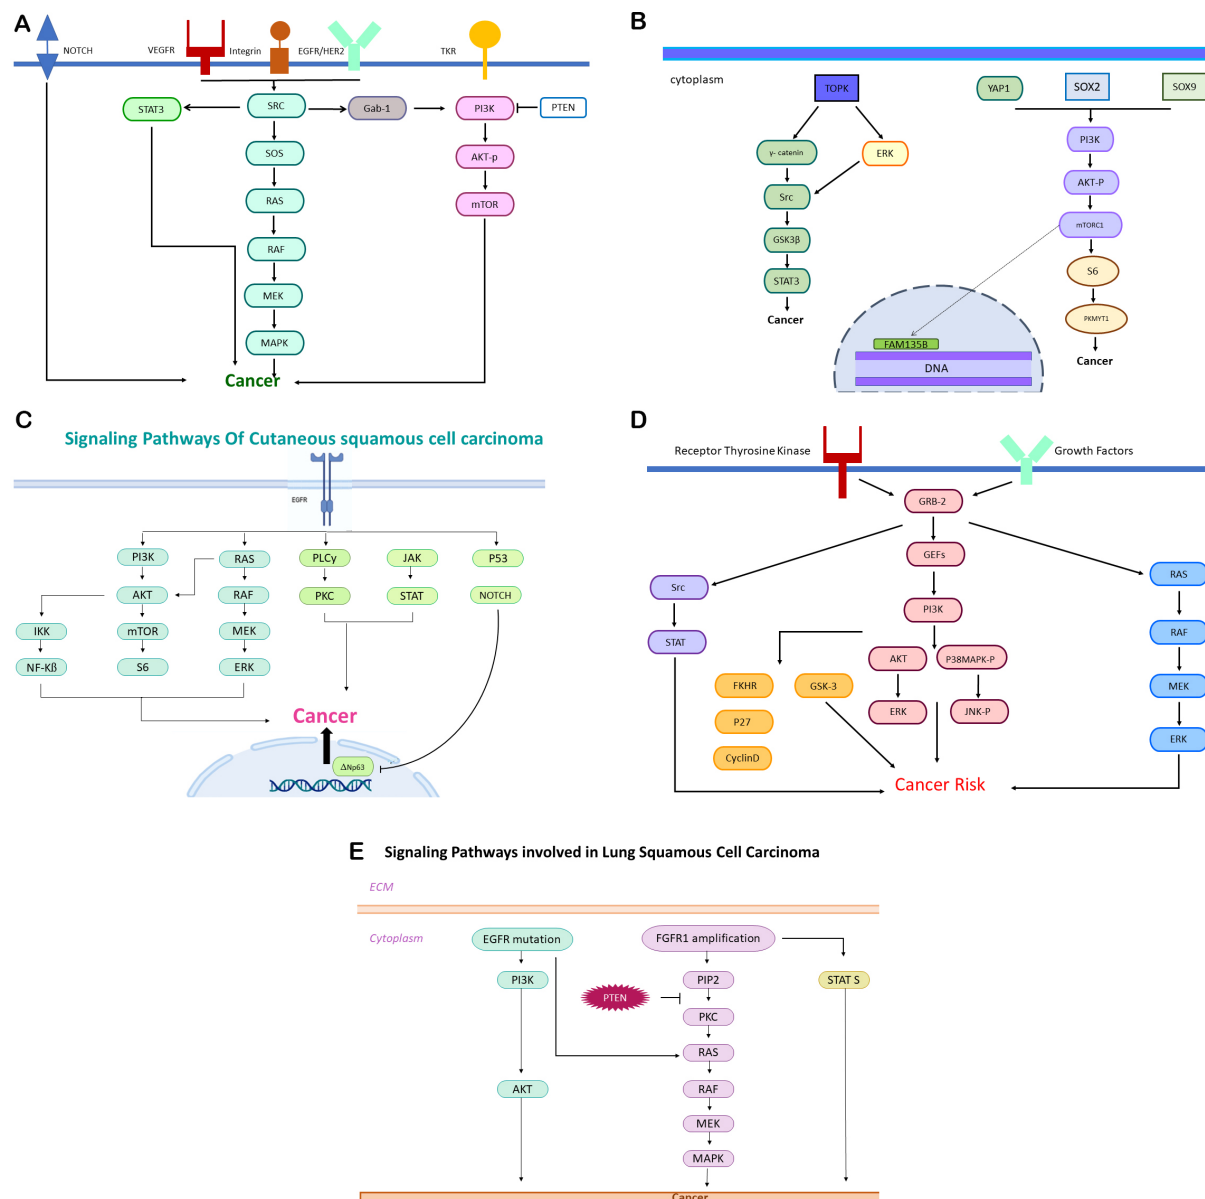 A
NOTCH
VEGFR
Integrin
EGFR/HER2
TKR
STAT3
SRC
Gab-1
PI3K
PTEN
SOS
AKT-p
RAS
mTOR
RAF
MEK
MAPK
Cancer
B
cytoplasm
TOPK
YAP1
SOX2
SOX9
γ- catenin
ERK
PI3K
Src
AKT-P
GSK3β
mTORC1
STAT3
S6
Cancer
PKMYT1
FAM135B
DNA
Cancer
C
Signaling Pathways Of Cutaneous squamous cell carcinoma
EGFR
PI3K
RAS
PLCγ
JAK
P53
AKT
RAF
PKC
STAT
NOTCH
IKK
mTOR
MEK
NF-Kβ
S6
ERK
Cancer
ΔNp63
D
Receptor Thyrosine Kinase
Growth Factors
GRB-2
GEFs
Src
RAS
PI3K
STAT
RAF
AKT
P38MAPK-P
FKHR
GSK-3
MEK
ERK
JNK-P
P27
ERK
CyclinD
Cancer Risk
E
Signaling Pathways involved in Lung Squamous Cell Carcinoma
ECM
Cytoplasm
EGFR mutation
FGFR1 amplification
PI3K
PIP2
STAT S
PTEN
PKC
RAS
AKT
RAF
MEK
MAPK
Cancer